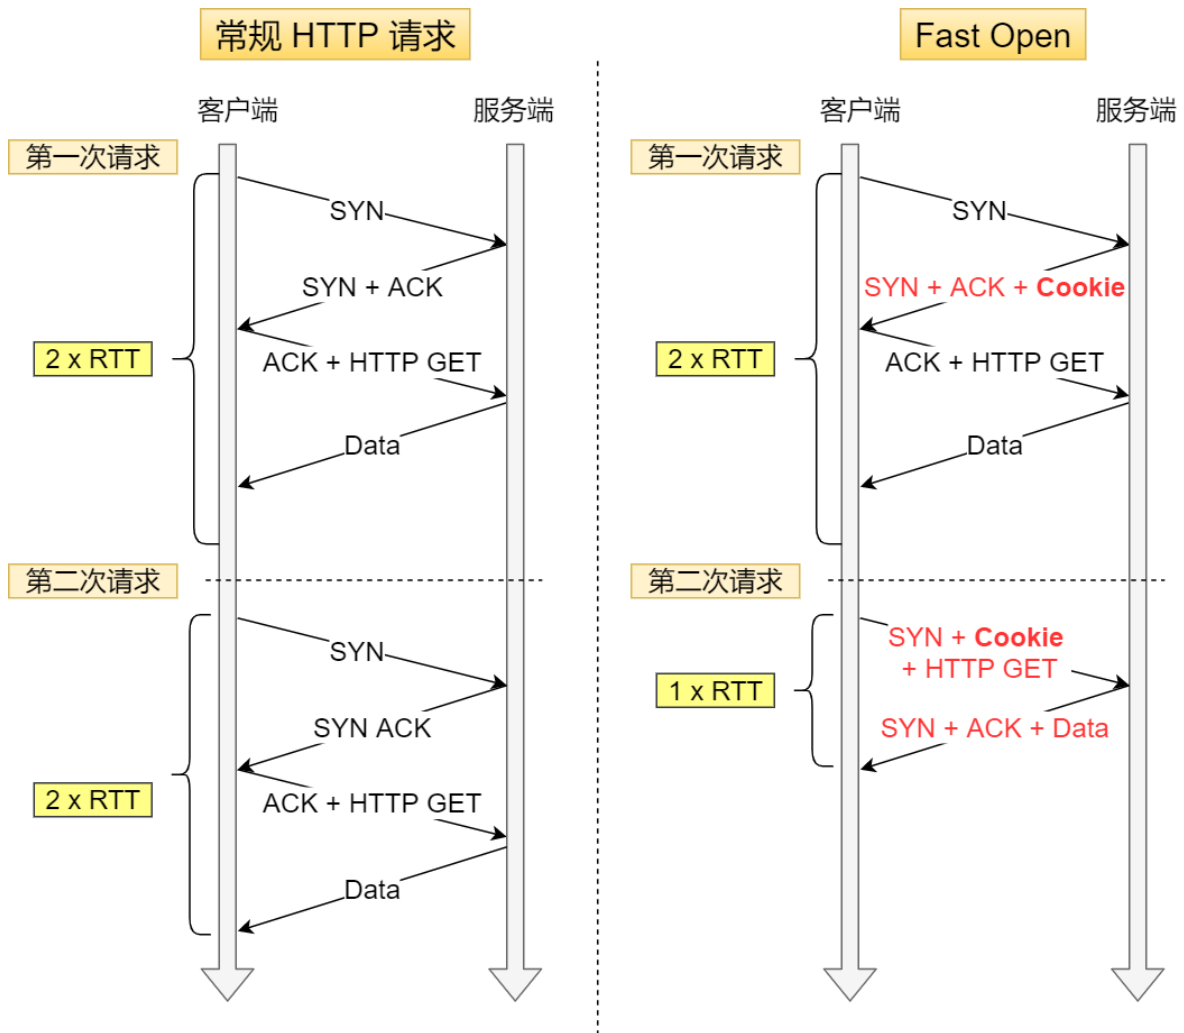 常规 HTTP 请求
客户端
服务端
第一次请求
SYN
SYN + ACK
2 x RTT
ACK + HTTP GET
Data
第二次请求
SYN
SYN ACK
2 x RTT
ACK + HTTP GET
Data
Fast Open
客户端
服务端
第一次请求
SYN
SYN + ACK + Cookie
2 x RTT
ACK + HTTP GET
Data
第二次请求
SYN + Cookie
+ HTTP GET
1 x RTT
SYN + ACK + Data